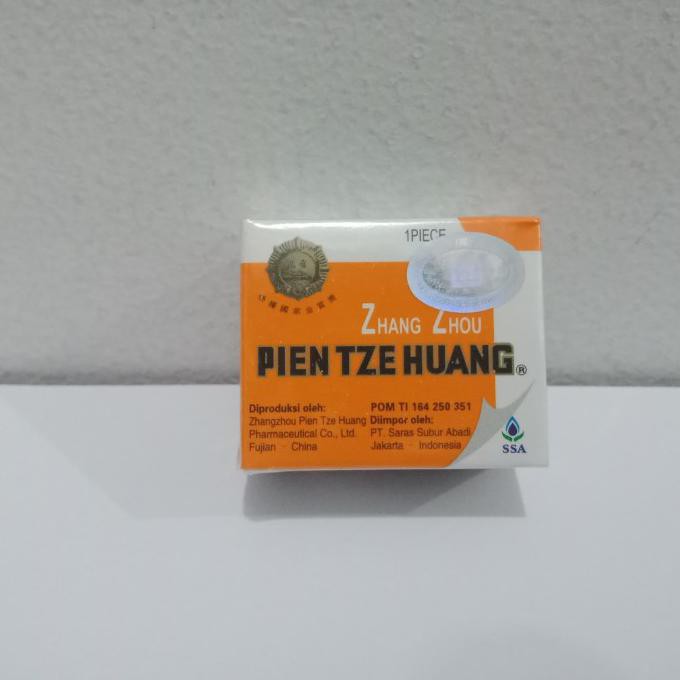 1PIECE
ZHANG ZHOU
PIEN TZE HUANG®
Diproduksi oleh:
Zhangzhou Pien Tze Huang
Pharmaceutical Co., Ltd.
Fujian - China
POM TI 164 250 351
Diimpor oleh:
PT. Saras Subur Abadi
Jakarta - Indonesia
SSA